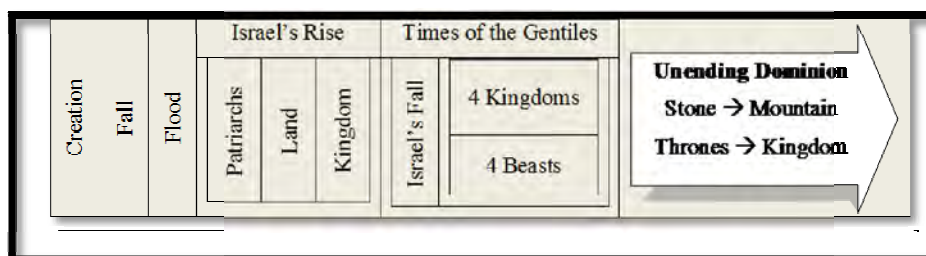 Creation
Fall
Flood
Israel's Rise
Patriarchs
Land
Kingdom
Times of the Gentiles
Israel's Fall
4 Kingdoms
4 Beasts
Unending Dominion
Stone → Mountain
Thrones → Kingdom